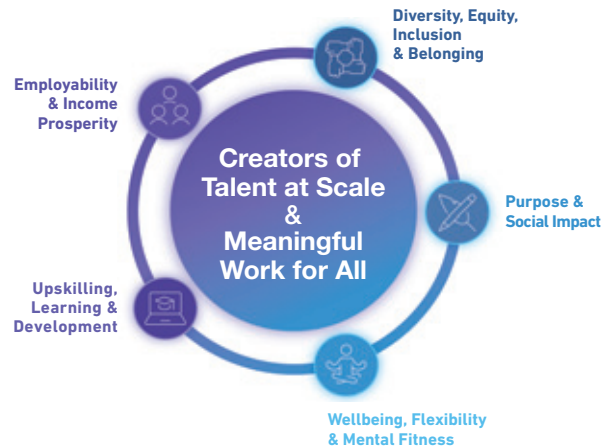 Diversity, Equity,
Inclusion
& Belonging
Employability
& Income
Prosperity
Creators of
Talent at Scale
&
Meaningful
Work for All
Purpose &
Social Impact
Upskilling,
Learning &
Development
Wellbeing, Flexibility
& Mental Fitness